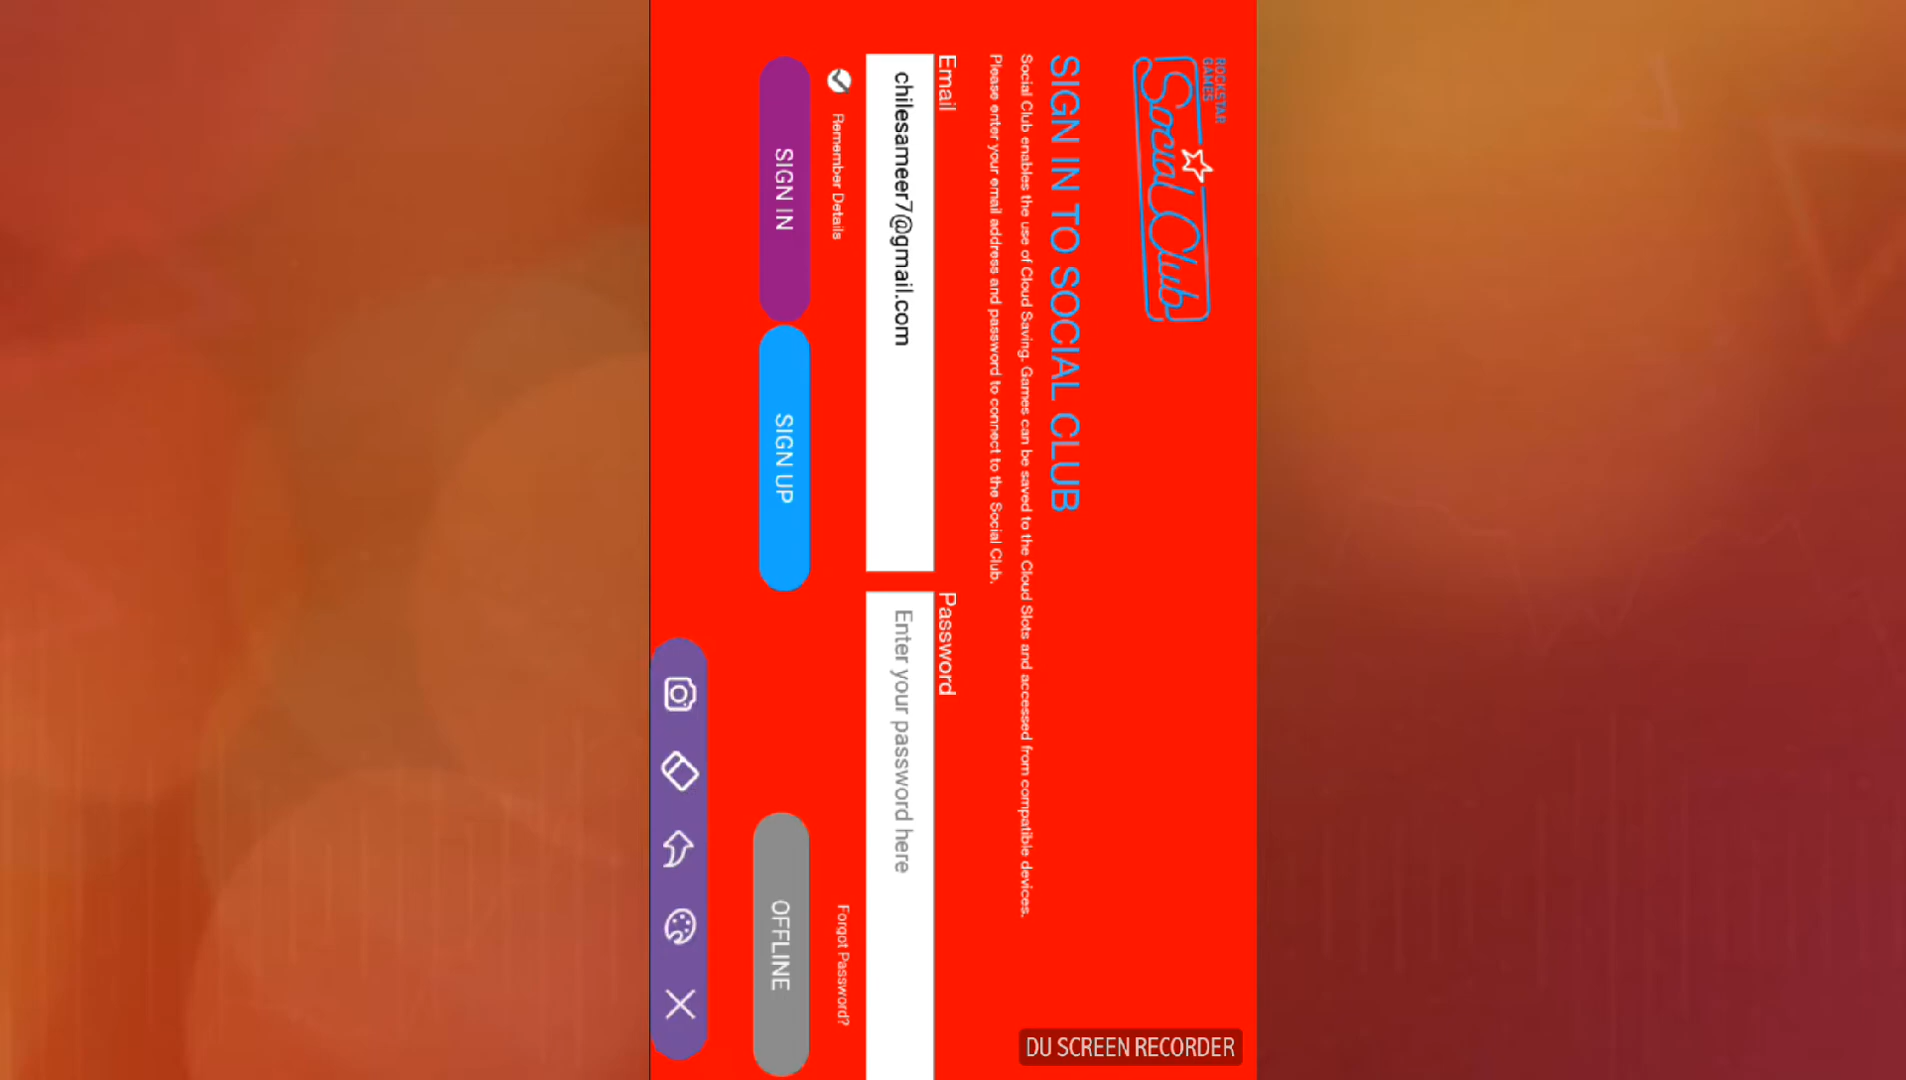 ROCKSTAR
GAMES
Social Club
SIGN IN TO SOCIAL CLUB
Social Club enables the use of Cloud Saving. Games can be saved to the Cloud Slots and accessed from compatible devices.
Please enter your email address and password to connect to the Social Club.
Email
Password
chilesameer7@gmail.com
Enter your password here
Remember Details
Forgot Password?
SIGN IN
SIGN UP
OFFLINE
DU SCREEN RECORDER